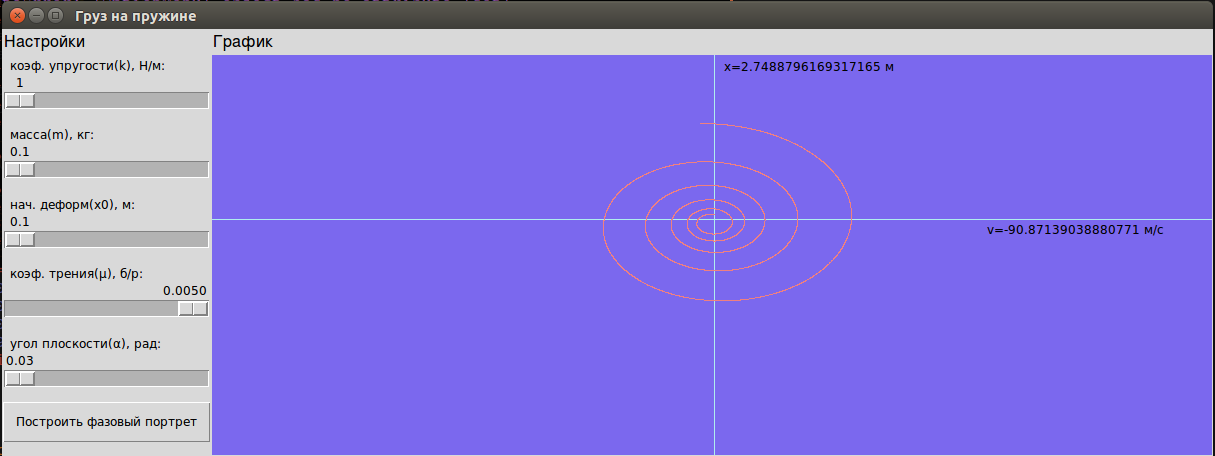 Груз на пружине
Настройки
График
коэф. упругости(k), Н/м:
1
масса(m), кг:
0.1
нач. деформ(x0), м:
0.1
коэф. трения(μ), б/р:
0.0050
угол плоскости(α), рад:
0.03
Построить фазовый портрет
x=2.7488796169317165 м
v=-90.87139038880771 м/с